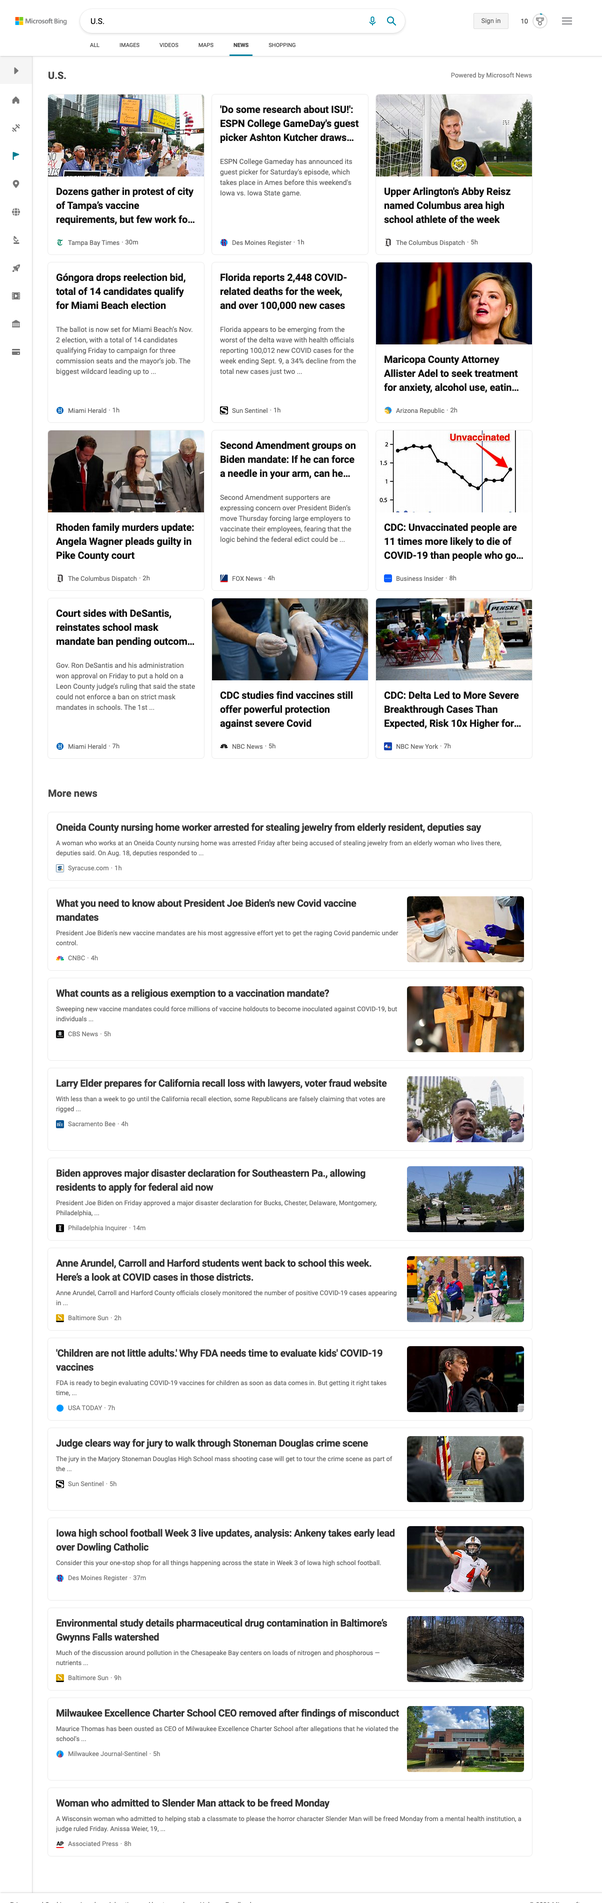 Microsoft Bing
U.S.
Sign in
10
ALL IMAGES VIDEOS MAPS NEWS SHOPPING
U.S.
Powered by Microsoft News
Dozens gather in protest of city
of Tampa's vaccine
requirements, but few work fo...
Tampa Bay Times · 30m
'Do some research about ISU!':
ESPN College GameDay's guest
picker Ashton Kutcher draws...
ESPN College Gameday has announced its
guest picker for Saturday's episode, which
takes place in Ames before this weekend's
Iowa vs. Iowa State game.
Des Moines Register · 1h
Upper Arlington's Abby Reisz
named Columbus area high
school athlete of the week
The Columbus Dispatch · 5h
Góngora drops reelection bid,
total of 14 candidates qualify
for Miami Beach election
The ballot is now set for Miami Beach's Nov.
2 election, with a total of 14 candidates
qualifying Friday to campaign for three
commission seats and the mayor's job. The
biggest wildcard leading up to ...
Miami Herald · 1h
Florida reports 2,448 COVID-
related deaths for the week,
and over 100,000 new cases
Florida appears to be emerging from the
worst of the delta wave with health officials
reporting 100,012 new COVID cases for the
week ending Sept. 9, a 34% decline from the
total new cases just two ...
Sun Sentinel · 1h
Maricopa County Attorney
Allister Adel to seek treatment
for anxiety, alcohol use, eatin...
Arizona Republic · 2h
Rhoden family murders update:
Angela Wagner pleads guilty in
Pike County court
The Columbus Dispatch · 2h
Second Amendment groups on
Biden mandate: If he can force
a needle in your arm, can he...
Second Amendment supporters are
expressing concern over President Biden's
move Thursday forcing large employers to
vaccinate their employees, fearing that the
logic behind the federal edict could be ...
FOX News · 4h
Unvaccinated
2
1.5
1
0.5
CDC: Unvaccinated people are
11 times more likely to die of
COVID-19 than people who go...
Business Insider · 8h
Court sides with DeSantis,
reinstates school mask
mandate ban pending outcom...
Gov. Ron DeSantis and his administration
won approval on Friday to put a hold on a
Leon County judge's ruling that said the state
could not enforce a ban on strict mask
mandates in schools. The 1st ...
Miami Herald · 7h
CDC studies find vaccines still
offer powerful protection
against severe Covid
NBC News · 5h
PENSKE
CDC: Delta Led to More Severe
Breakthrough Cases Than
Expected, Risk 10x Higher for...
NBC New York · 7h
More news
Oneida County nursing home worker arrested for stealing jewelry from elderly resident, deputies say
A woman who works at an Oneida County nursing home was arrested Friday after being accused of stealing jewelry from an elderly woman who lives there,
deputies said. On Aug. 18, deputies responded to ...
Syracuse.com · 1h
What you need to know about President Joe Biden's new Covid vaccine
mandates
President Joe Biden's new vaccine mandates are his most aggressive effort yet to get the raging Covid pandemic under
control.
CNBC · 4h
What counts as a religious exemption to a vaccination mandate?
Sweeping new vaccine mandates could force millions of vaccine holdouts to become inoculated against COVID-19, but
individuals ...
CBS News · 5h
Larry Elder prepares for California recall loss with lawyers, voter fraud website
With less than a week to go until the California recall election, some Republicans are falsely claiming that votes are
rigged ...
Sacramento Bee · 4h
Biden approves major disaster declaration for Southeastern Pa., allowing
residents to apply for federal aid now
President Joe Biden on Friday approved a major disaster declaration for Bucks, Chester, Delaware, Montgomery,
Philadelphia, ...
Philadelphia Inquirer · 14m
Anne Arundel, Carroll and Harford students went back to school this week.
Here's a look at COVID cases in those districts.
Anne Arundel, Carroll and Harford County officials closely monitored the number of positive COVID-19 cases appearing
in ...
Baltimore Sun · 2h
'Children are not little adults.' Why FDA needs time to evaluate kids' COVID-19
vaccines
FDA is ready to begin evaluating COVID-19 vaccines for children as soon as data comes in. But getting it right takes
time, ...
USA TODAY · 7h
Judge clears way for jury to walk through Stoneman Douglas crime scene
The jury in the Marjory Stoneman Douglas High School mass shooting case will get to tour the crime scene as part of
the ...
Sun Sentinel · 5h
Iowa high school football Week 3 live updates, analysis: Ankeny takes early lead
over Dowling Catholic
Consider this your one-stop shop for all things happening across the state in Week 3 of Iowa high school football.
Des Moines Register · 37m
4
Environmental study details pharmaceutical drug contamination in Baltimore's
Gwynns Falls watershed
Much of the discussion around pollution in the Chesapeake Bay centers on loads of nitrogen and phosphorous —
nutrients ...
Baltimore Sun · 9h
Milwaukee Excellence Charter School CEO removed after findings of misconduct
Maurice Thomas has been ousted as CEO of Milwaukee Excellence Charter School after allegations that he violated the
school's ...
Milwaukee Journal-Sentinel · 5h
Woman who admitted to Slender Man attack to be freed Monday
A Wisconsin woman who admitted to helping stab a classmate to please the horror character Slender Man will be freed Monday from a mental health institution, a
judge ruled Friday. Anissa Weier, 19, ...
AP Associated Press · 8h